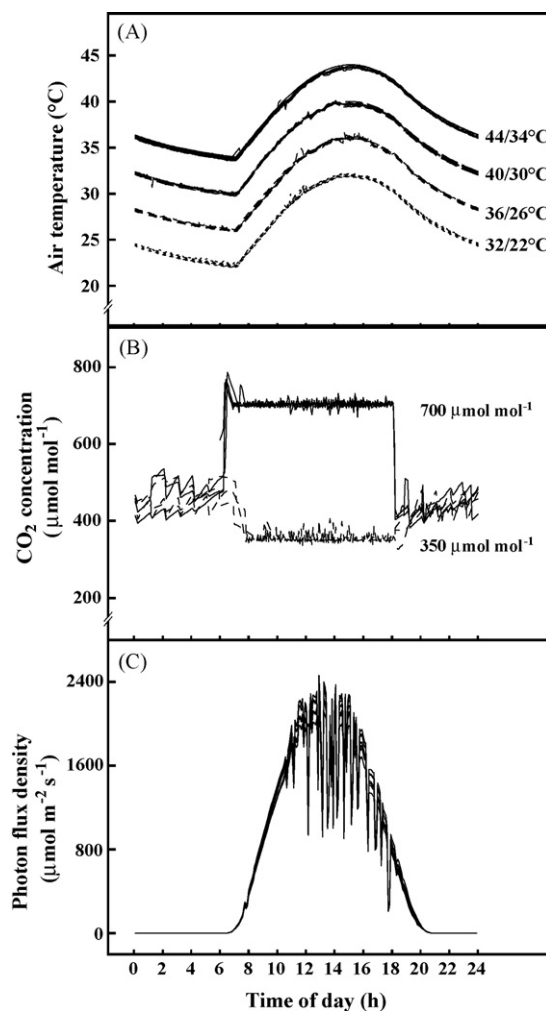 (A)
Air temperature (°C)
45
40
35
30
25
20
44/34°C
40/30°C
36/26°C
32/22°C
(B)
CO₂ concentration
(μmol mol⁻¹)
800
600
400
200
700 μmol mol⁻¹
350 μmol mol⁻¹
(C)
Photon flux density
(μmol m⁻² s⁻¹)
2400
1600
800
0
0 2 4 6 8 10 12 14 16 18 20 22 24
Time of day (h)